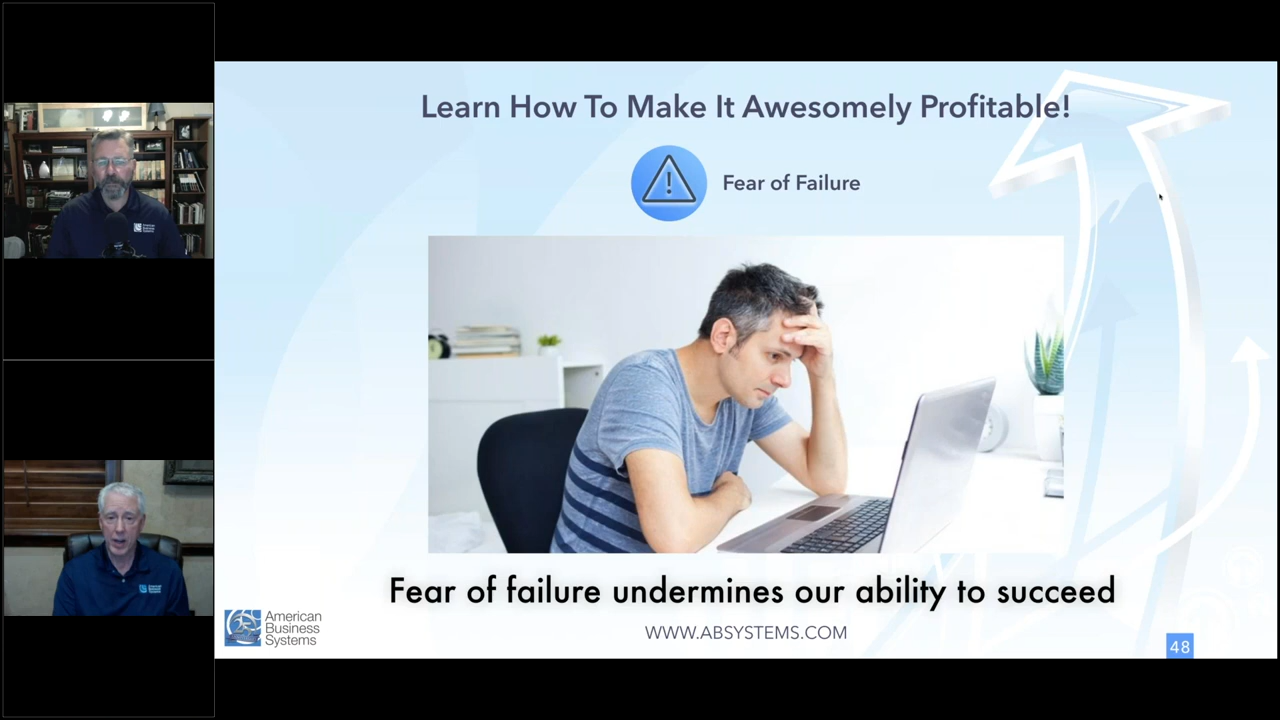 Learn How To Make It Awesomely Profitable!
Fear of Failure
Fear of failure undermines our ability to succeed
American
Business
Systems
WWW.ABSYSTEMS.COM
48